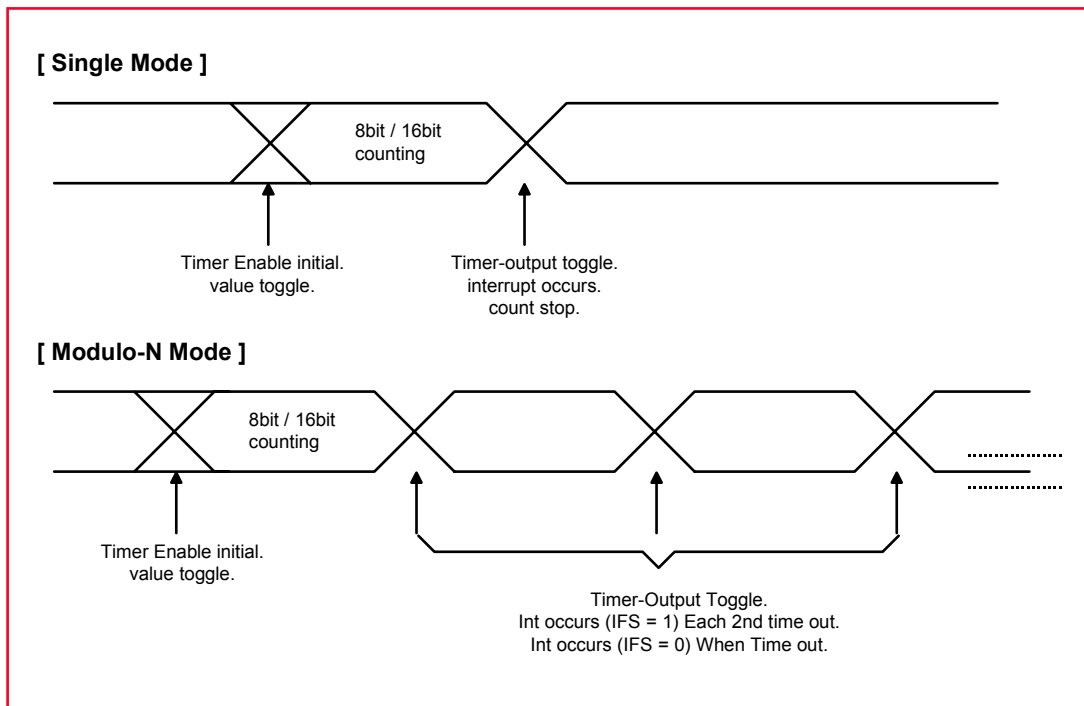 [ Single Mode ]
8bit / 16bit
counting
Timer Enable initial.
value toggle.
Timer-output toggle.
interrupt occurs.
count stop.
[ Modulo-N Mode ]
8bit / 16bit
counting
Timer Enable initial.
value toggle.
Timer-Output Toggle.
Int occurs (IFS = 1) Each 2nd time out.
Int occurs (IFS = 0) When Time out.